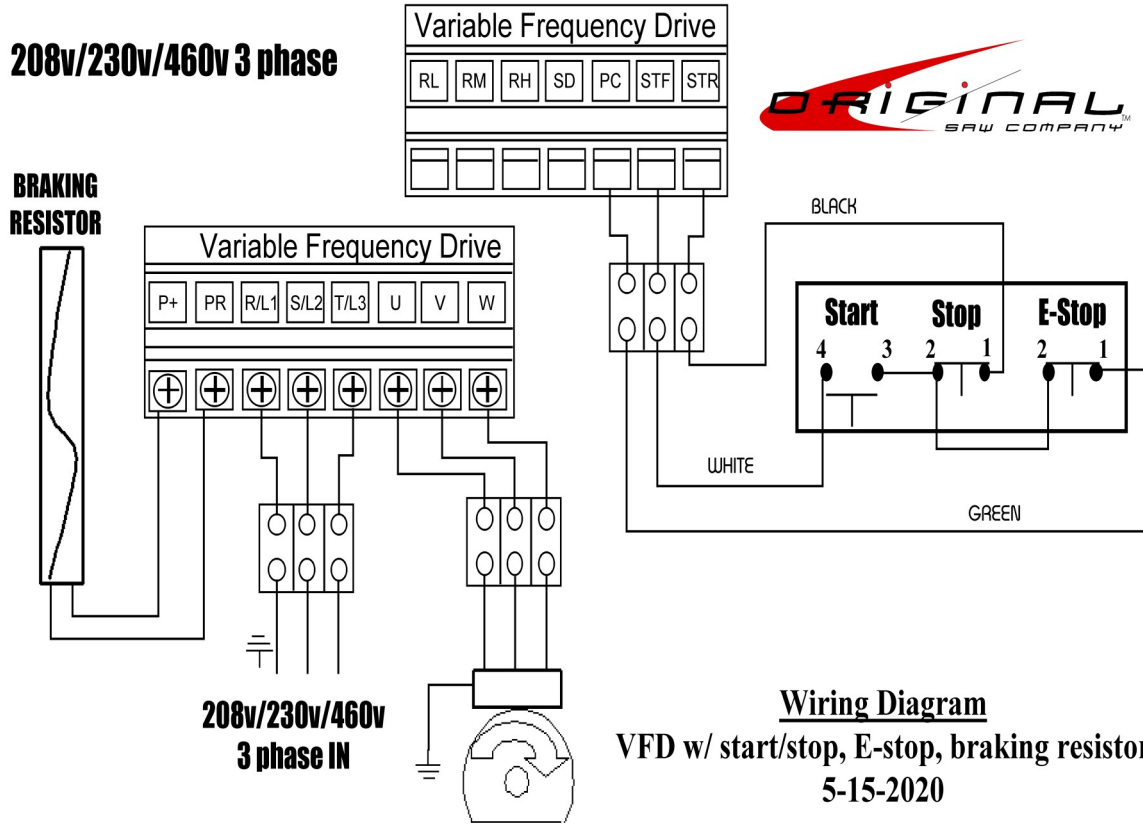 208v/230v/460v 3 phase
Variable Frequency Drive
RL RM RH SD PC STF STR
ORIGINAL
SAW COMPANY TM
BRAKING
RESISTOR
Variable Frequency Drive
P+ PR R/L1 S/L2 T/L3 U V W
BLACK
Start Stop E-Stop
4 3 2 1 2 1
WHITE
GREEN
208v/230v/460v
3 phase IN
Wiring Diagram
VFD w/ start/stop, E-stop, braking resistor
5-15-2020